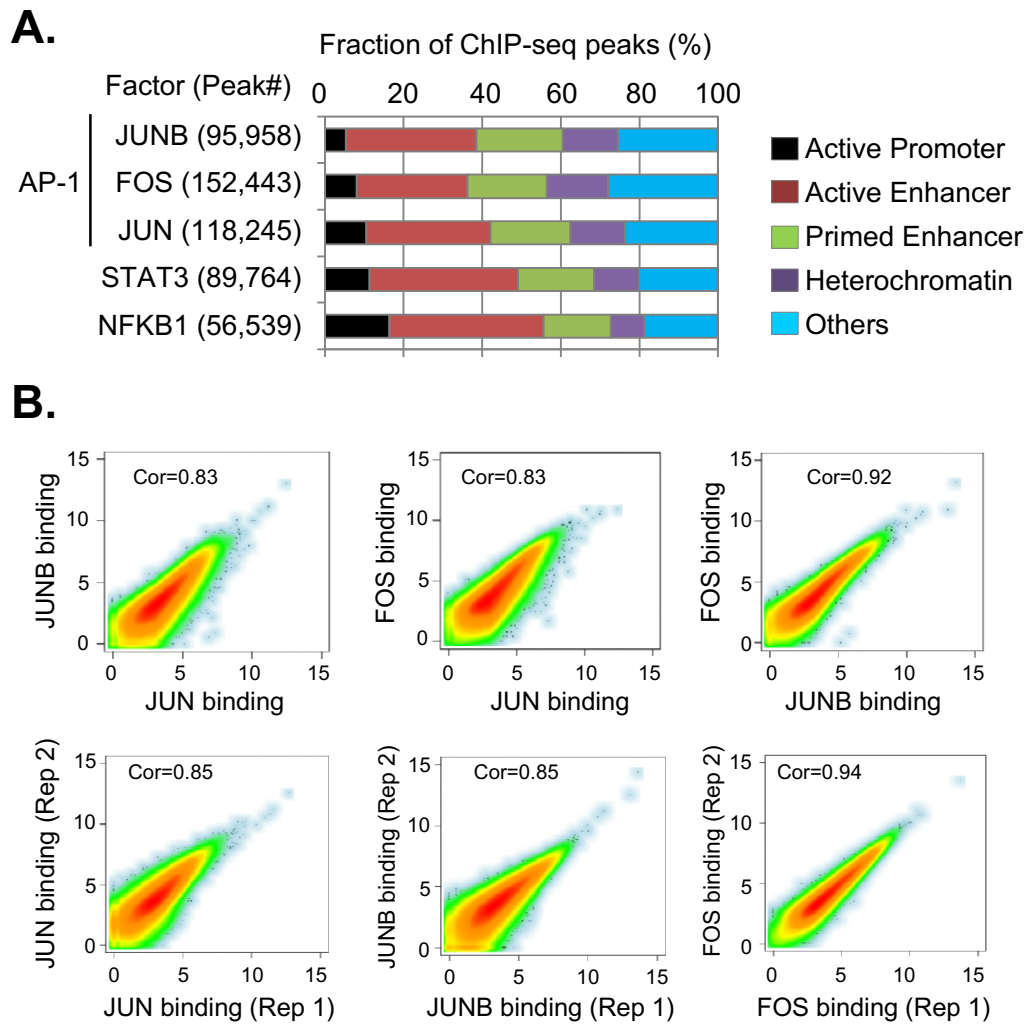 A.
Fraction of ChIP-seq peaks (%)
Factor (Peak#)
0 20 40 60 80 100
AP-1
JUNB (95,958)
FOS (152,443)
JUN (118,245)
STAT3 (89,764)
NFKB1 (56,539)
Active Promoter
Active Enhancer
Primed Enhancer
Heterochromatin
Others
B.
JUNB binding
15
10
5
0
Cor=0.83
0 5 10 15
JUN binding
FOS binding
15
10
5
0
Cor=0.83
0 5 10 15
JUN binding
FOS binding
15
10
5
0
Cor=0.92
0 5 10 15
JUNB binding
JUN binding (Rep 2)
15
10
5
0
Cor=0.85
0 5 10 15
JUN binding (Rep 1)
JUNB binding (Rep 2)
15
10
5
0
Cor=0.85
0 5 10 15
JUNB binding (Rep 1)
FOS binding (Rep 2)
15
10
5
0
Cor=0.94
0 5 10 15
FOS binding (Rep 1)